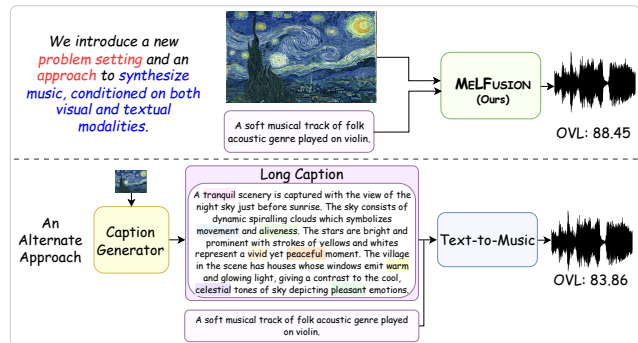 We introduce a new
problem setting and an
approach to synthesize
music, conditioned on both
visual and textual
modalities.
A soft musical track of folk
acoustic genre played on violin.
MELFUSION
(Ours)
OVL: 88.45
An
Alternate
Approach
Caption
Generator
Long Caption
A tranquil scenery is captured with the view of the
night sky just before sunrise. The sky consists of
dynamic spiralling clouds which symbolizes
movement and aliveness. The stars are bright and
prominent with strokes of yellows and whites
represent a vivid yet peaceful moment. The village
in the scene has houses whose windows emit warm
and glowing light, giving a contrast to the cool,
celestial tones of sky depicting pleasant emotions.
A soft musical track of folk acoustic genre played
on violin.
Text-to-Music
OVL: 83.86